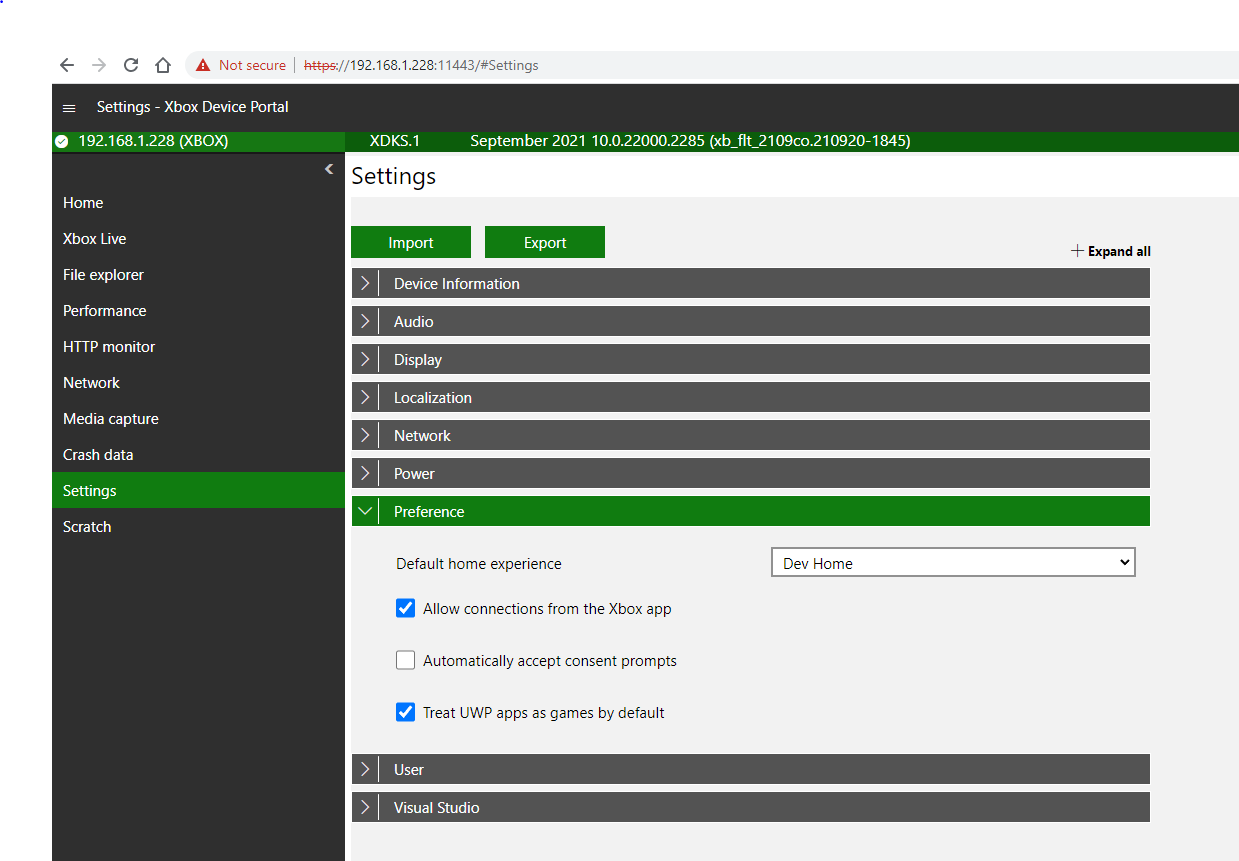 Not secure | https://192.168.1.228:11443/#Settings
Settings - Xbox Device Portal
192.168.1.228 (XBOX) XDKS.1 September 2021 10.0.22000.2285 (xb_flt_2109co.210920-1845)
Settings
Home
Xbox Live
File explorer
Performance
HTTP monitor
Network
Media capture
Crash data
Settings
Scratch
Import Export
Expand all
Device Information
Audio
Display
Localization
Network
Power
Preference
Default home experience Dev Home
Allow connections from the Xbox app
Automatically accept consent prompts
Treat UWP apps as games by default
User
Visual Studio